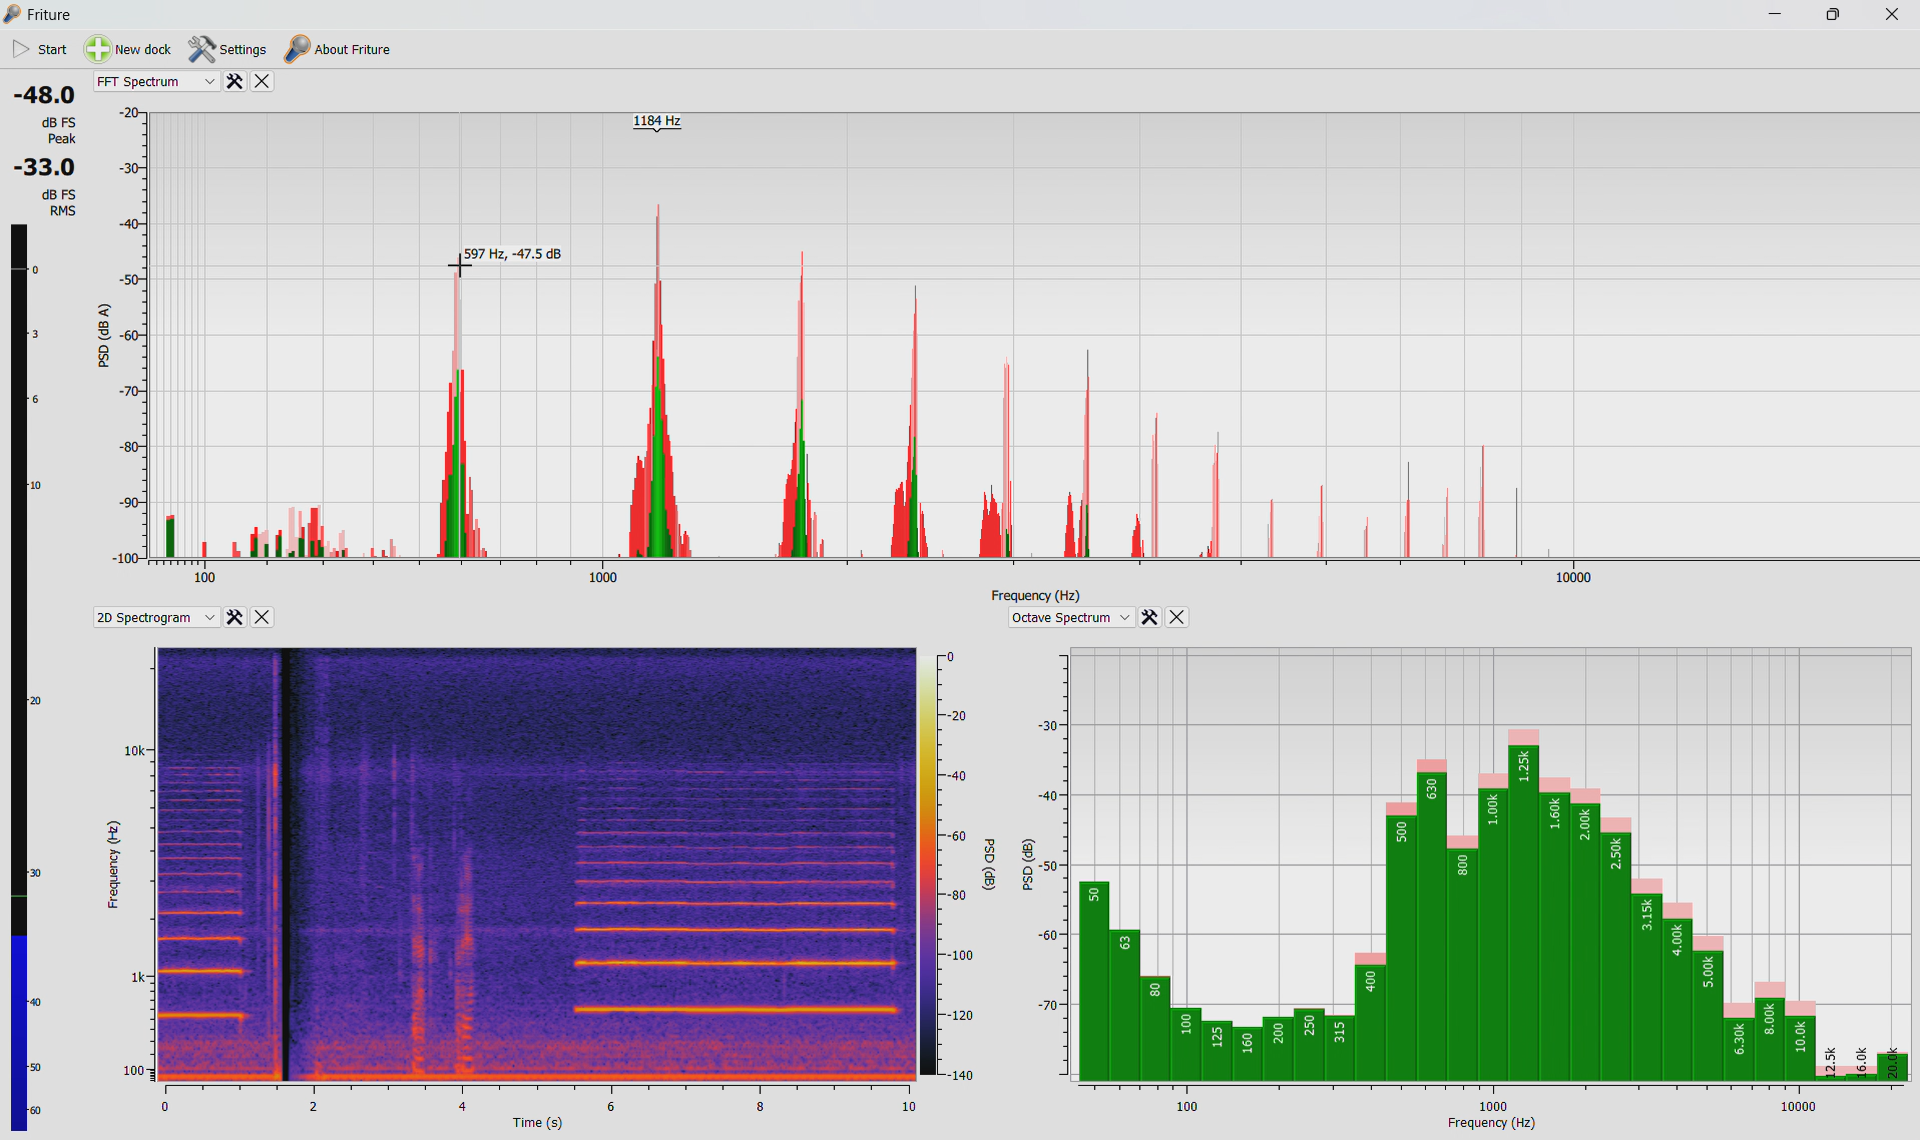 Friture
Start New dock Settings About Friture
-48.0
dB FS
Peak
-33.0
dB FS
RMS
0
3
6
10
20
30
40
50
60
FFT Spectrum
1184 Hz
597 Hz, -47.5 dB
PSD (dB A)
-20
-30
-40
-50
-60
-70
-80
-90
-100
100 1000 10000
Frequency (Hz)
2D Spectrogram
Frequency (Hz)
10k
1k
100
0 2 4 6 8 10
Time (s)
0
-20
-40
-60
-80
-100
-120
-140
PSD (dB)
Octave Spectrum
PSD (dB)
-30
-40
-50
-60
-70
50 63 80 100 125 160 200 250 315 400 500 630 800 1.00k 1.25k 1.60k 2.00k 2.50k 3.15k 4.00k 5.00k 6.30k 8.00k 10.0k 12.5k 16.0k 20.0k
100 1000 10000
Frequency (Hz)